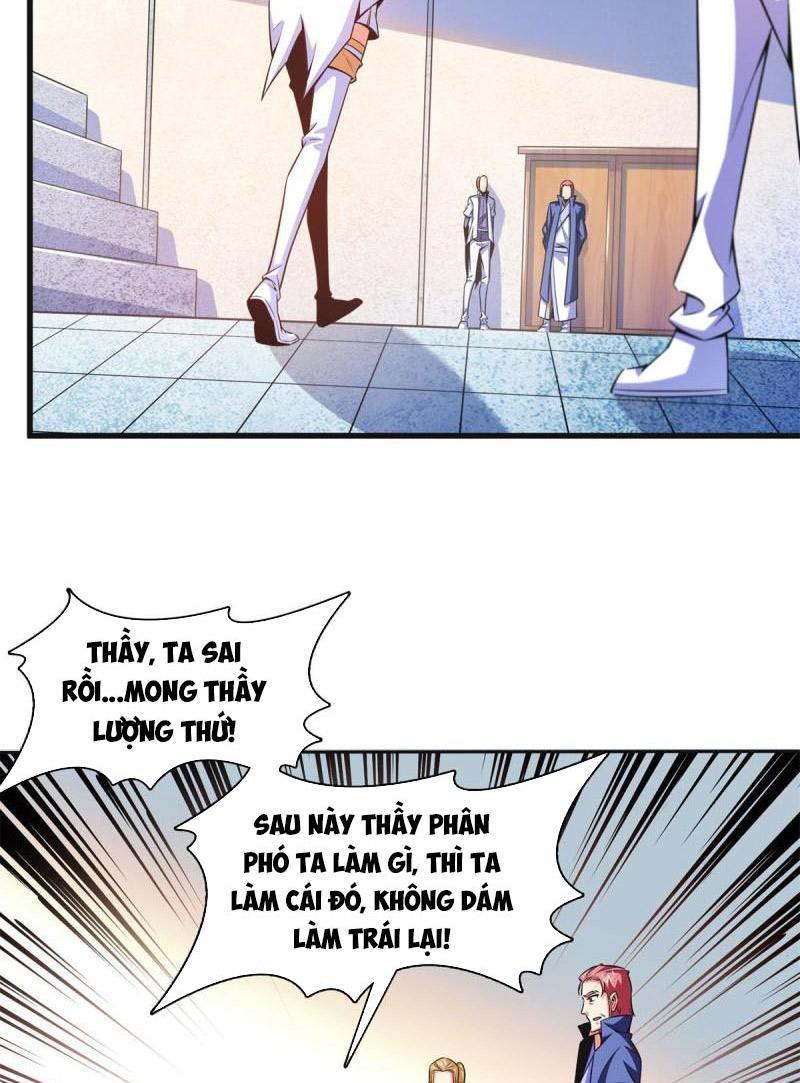 THẦY, TA SAI
RỒI...MONG THẦY
LƯỢNG THỨ!
SAU NÀY THẦY PHÂN
PHÓ TA LÀM GÌ, THÌ TA
LÀM CÁI ĐÓ, KHÔNG DÁM
LÀM TRÁI LẠI!